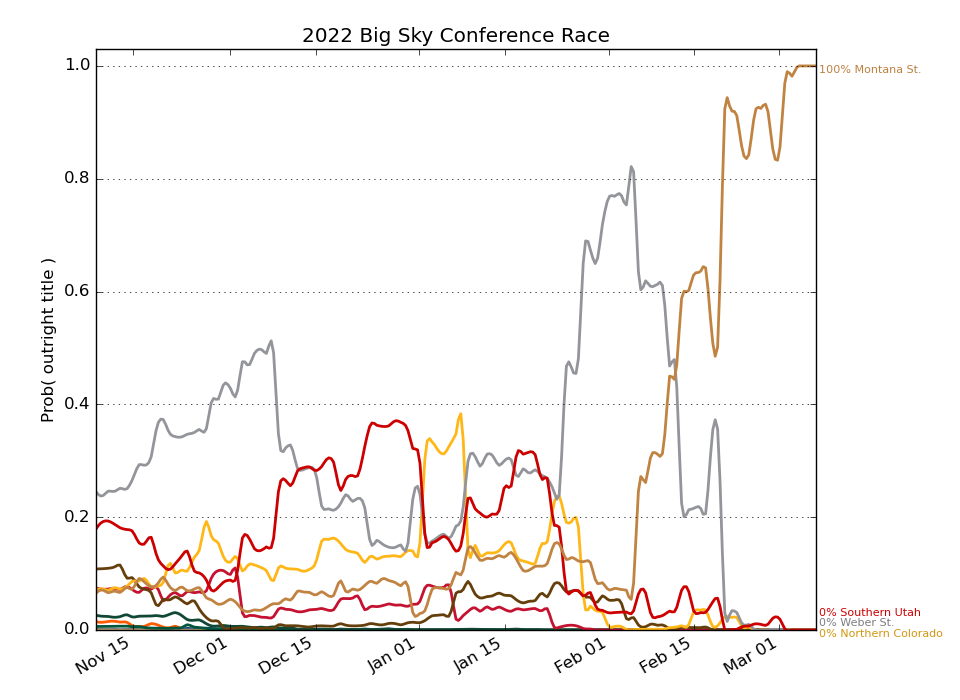 2022 Big Sky Conference Race
Prob( outright title )
1.0
0.8
0.6
0.4
0.2
0.0
Nov 15
Dec 01
Dec 15
Jan 01
Jan 15
Feb 01
Feb 15
Mar 01
100% Montana St.
0% Southern Utah
0% Weber St.
0% Northern Colorado